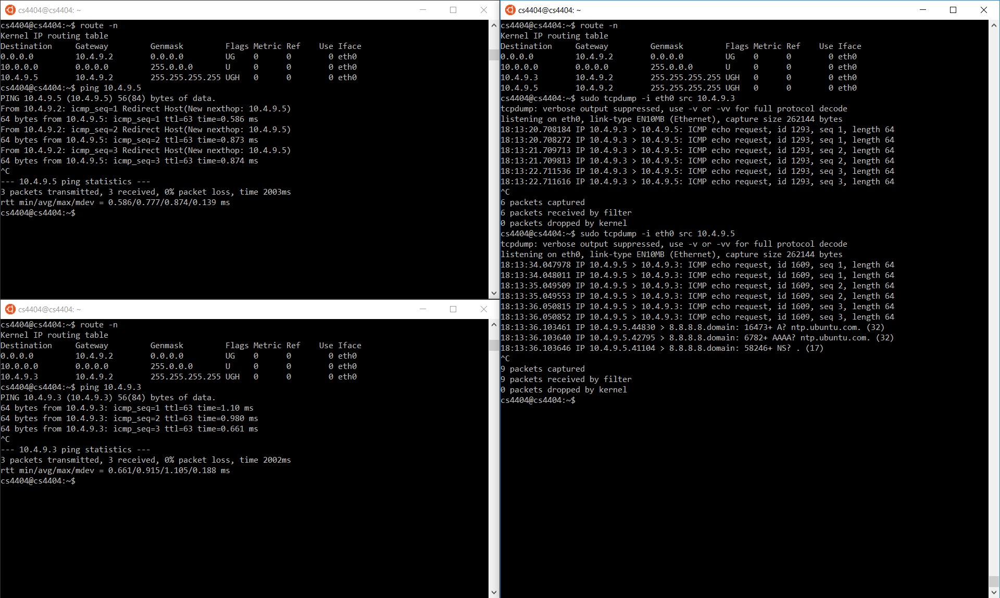 cs4404@cs4404: ~
cs4404@cs4404:~$ route -n
Kernel IP routing table
Destination     Gateway         Genmask         Flags Metric Ref    Use Iface
0.0.0.0         10.4.9.2        0.0.0.0         UG    0      0        0 eth0
10.0.0.0        0.0.0.0         255.0.0.0       U     0      0        0 eth0
10.4.9.5        10.4.9.2        255.255.255.255 UGH   0      0        0 eth0
cs4404@cs4404:~$ ping 10.4.9.5
PING 10.4.9.5 (10.4.9.5) 56(84) bytes of data.
From 10.4.9.2: icmp_seq=1 Redirect Host(New nexthop: 10.4.9.5)
64 bytes from 10.4.9.5: icmp_seq=1 ttl=63 time=0.586 ms
From 10.4.9.2: icmp_seq=2 Redirect Host(New nexthop: 10.4.9.5)
64 bytes from 10.4.9.5: icmp_seq=2 ttl=63 time=0.873 ms
From 10.4.9.2: icmp_seq=3 Redirect Host(New nexthop: 10.4.9.5)
64 bytes from 10.4.9.5: icmp_seq=3 ttl=63 time=0.874 ms
^C
--- 10.4.9.5 ping statistics ---
3 packets transmitted, 3 received, 0% packet loss, time 2003ms
rtt min/avg/max/mdev = 0.586/0.777/0.874/0.139 ms
cs4404@cs4404:~$
cs4404@cs4404: ~
cs4404@cs4404:~$ route -n
Kernel IP routing table
Destination     Gateway         Genmask         Flags Metric Ref    Use Iface
0.0.0.0         10.4.9.2        0.0.0.0         UG    0      0        0 eth0
10.0.0.0        0.0.0.0         255.0.0.0       U     0      0        0 eth0
10.4.9.3        10.4.9.2        255.255.255.255 UGH   0      0        0 eth0
cs4404@cs4404:~$ ping 10.4.9.3
PING 10.4.9.3 (10.4.9.3) 56(84) bytes of data.
64 bytes from 10.4.9.3: icmp_seq=1 ttl=63 time=1.10 ms
64 bytes from 10.4.9.3: icmp_seq=2 ttl=63 time=0.980 ms
64 bytes from 10.4.9.3: icmp_seq=3 ttl=63 time=0.661 ms
^C
--- 10.4.9.3 ping statistics ---
3 packets transmitted, 3 received, 0% packet loss, time 2002ms
rtt min/avg/max/mdev = 0.661/0.915/1.105/0.188 ms
cs4404@cs4404:~$
cs4404@cs4404: ~
cs4404@cs4404:~$ route -n
Kernel IP routing table
Destination     Gateway         Genmask         Flags Metric Ref    Use Iface
0.0.0.0         10.4.9.2        0.0.0.0         UG    0      0        0 eth0
10.0.0.0        0.0.0.0         255.0.0.0       U     0      0        0 eth0
10.4.9.3        10.4.9.2        255.255.255.255 UGH   0      0        0 eth0
10.4.9.5        10.4.9.2        255.255.255.255 UGH   0      0        0 eth0
cs4404@cs4404:~$ sudo tcpdump -i eth0 src 10.4.9.3
tcpdump: verbose output suppressed, use -v or -vv for full protocol decode
listening on eth0, link-type EN10MB (Ethernet), capture size 262144 bytes
18:13:20.708184 IP 10.4.9.3 > 10.4.9.5: ICMP echo request, id 1293, seq 1, length 64
18:13:20.708272 IP 10.4.9.3 > 10.4.9.5: ICMP echo request, id 1293, seq 1, length 64
18:13:21.709713 IP 10.4.9.3 > 10.4.9.5: ICMP echo request, id 1293, seq 2, length 64
18:13:21.709813 IP 10.4.9.3 > 10.4.9.5: ICMP echo request, id 1293, seq 2, length 64
18:13:22.711536 IP 10.4.9.3 > 10.4.9.5: ICMP echo request, id 1293, seq 3, length 64
18:13:22.711616 IP 10.4.9.3 > 10.4.9.5: ICMP echo request, id 1293, seq 3, length 64
^C
6 packets captured
6 packets received by filter
0 packets dropped by kernel
cs4404@cs4404:~$ sudo tcpdump -i eth0 src 10.4.9.5
tcpdump: verbose output suppressed, use -v or -vv for full protocol decode
listening on eth0, link-type EN10MB (Ethernet), capture size 262144 bytes
18:13:34.047978 IP 10.4.9.5 > 10.4.9.3: ICMP echo request, id 1609, seq 1, length 64
18:13:34.048011 IP 10.4.9.5 > 10.4.9.3: ICMP echo request, id 1609, seq 1, length 64
18:13:35.049509 IP 10.4.9.5 > 10.4.9.3: ICMP echo request, id 1609, seq 2, length 64
18:13:35.049553 IP 10.4.9.5 > 10.4.9.3: ICMP echo request, id 1609, seq 2, length 64
18:13:36.050815 IP 10.4.9.5 > 10.4.9.3: ICMP echo request, id 1609, seq 3, length 64
18:13:36.050852 IP 10.4.9.5 > 10.4.9.3: ICMP echo request, id 1609, seq 3, length 64
18:13:36.103461 IP 10.4.9.5.44830 > 8.8.8.8.domain: 16473+ A? ntp.ubuntu.com. (32)
18:13:36.103640 IP 10.4.9.5.42795 > 8.8.8.8.domain: 6782+ AAAA? ntp.ubuntu.com. (32)
18:13:36.103646 IP 10.4.9.5.41104 > 8.8.8.8.domain: 58246+ NS? . (17)
^C
9 packets captured
9 packets received by filter
0 packets dropped by kernel
cs4404@cs4404:~$